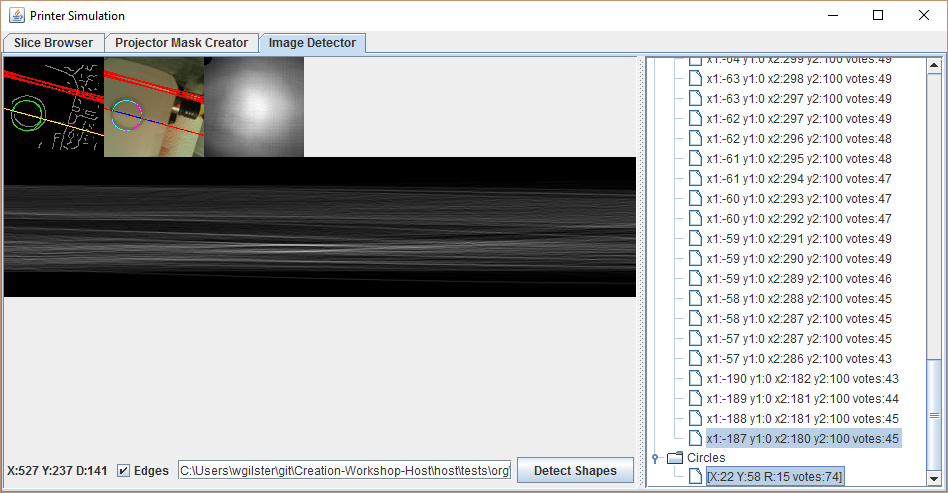 Printer Simulation
Slice Browser
Projector Mask Creator
Image Detector
x1:-64 y1:0 x2:299 y2:100 votes:49
x1:-63 y1:0 x2:298 y2:100 votes:49
x1:-63 y1:0 x2:297 y2:100 votes:49
x1:-62 y1:0 x2:297 y2:100 votes:49
x1:-62 y1:0 x2:296 y2:100 votes:48
x1:-61 y1:0 x2:295 y2:100 votes:48
x1:-61 y1:0 x2:294 y2:100 votes:47
x1:-60 y1:0 x2:293 y2:100 votes:47
x1:-60 y1:0 x2:292 y2:100 votes:47
x1:-59 y1:0 x2:291 y2:100 votes:49
x1:-59 y1:0 x2:290 y2:100 votes:49
x1:-59 y1:0 x2:289 y2:100 votes:46
x1:-58 y1:0 x2:288 y2:100 votes:45
x1:-58 y1:0 x2:287 y2:100 votes:45
x1:-57 y1:0 x2:287 y2:100 votes:45
x1:-57 y1:0 x2:286 y2:100 votes:43
x1:-190 y1:0 x2:182 y2:100 votes:43
x1:-189 y1:0 x2:181 y2:100 votes:44
x1:-188 y1:0 x2:181 y2:100 votes:45
x1:-187 y1:0 x2:180 y2:100 votes:45
Circles
[X:22 Y:58 R:15 votes:74]
X:527 Y:237 D:141
Edges
C:\Users\wgilster\git\Creation-Workshop-Host\host\tests\org\
Detect Shapes